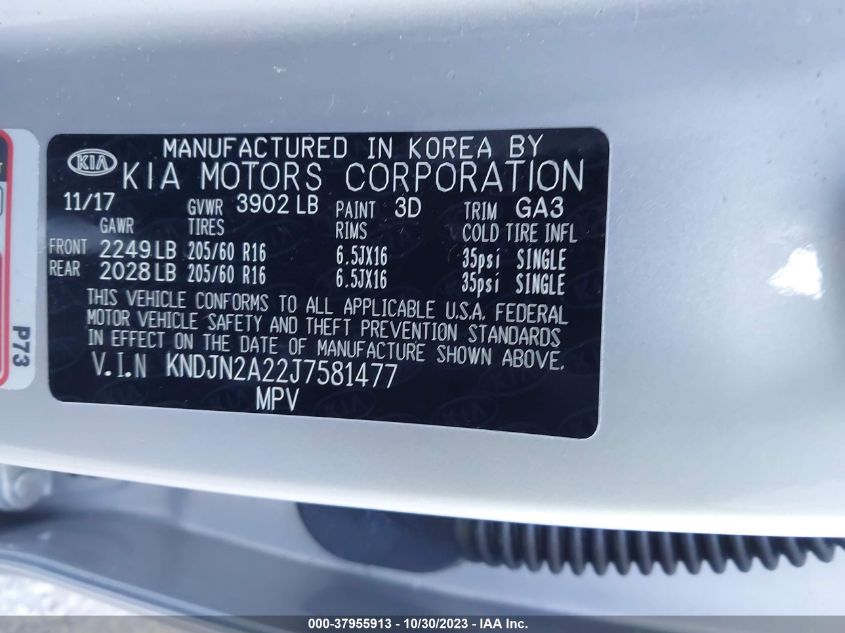 MANUFACTURED IN KOREA BY
KIA KIA MOTORS CORPORATION
11/17 GVWR 3902 LB PAINT 3D TRIM GA3
GAWR TIRES RIMS COLD TIRE INFL
FRONT 2249 LB 205/60 R16 6.5JX16 35psi SINGLE
REAR 2028 LB 205/60 R16 6.5JX16 35psi SINGLE
THIS VEHICLE CONFORMS TO ALL APPLICABLE U.S.A. FEDERAL
MOTOR VEHICLE SAFETY AND THEFT PREVENTION STANDARDS
IN EFFECT ON THE DATE OF MANUFACTURE SHOWN ABOVE.
V.I.N KNDJN2A22J7581477
MPV
P73
000-37955913 - 10/30/2023 - IAA Inc.